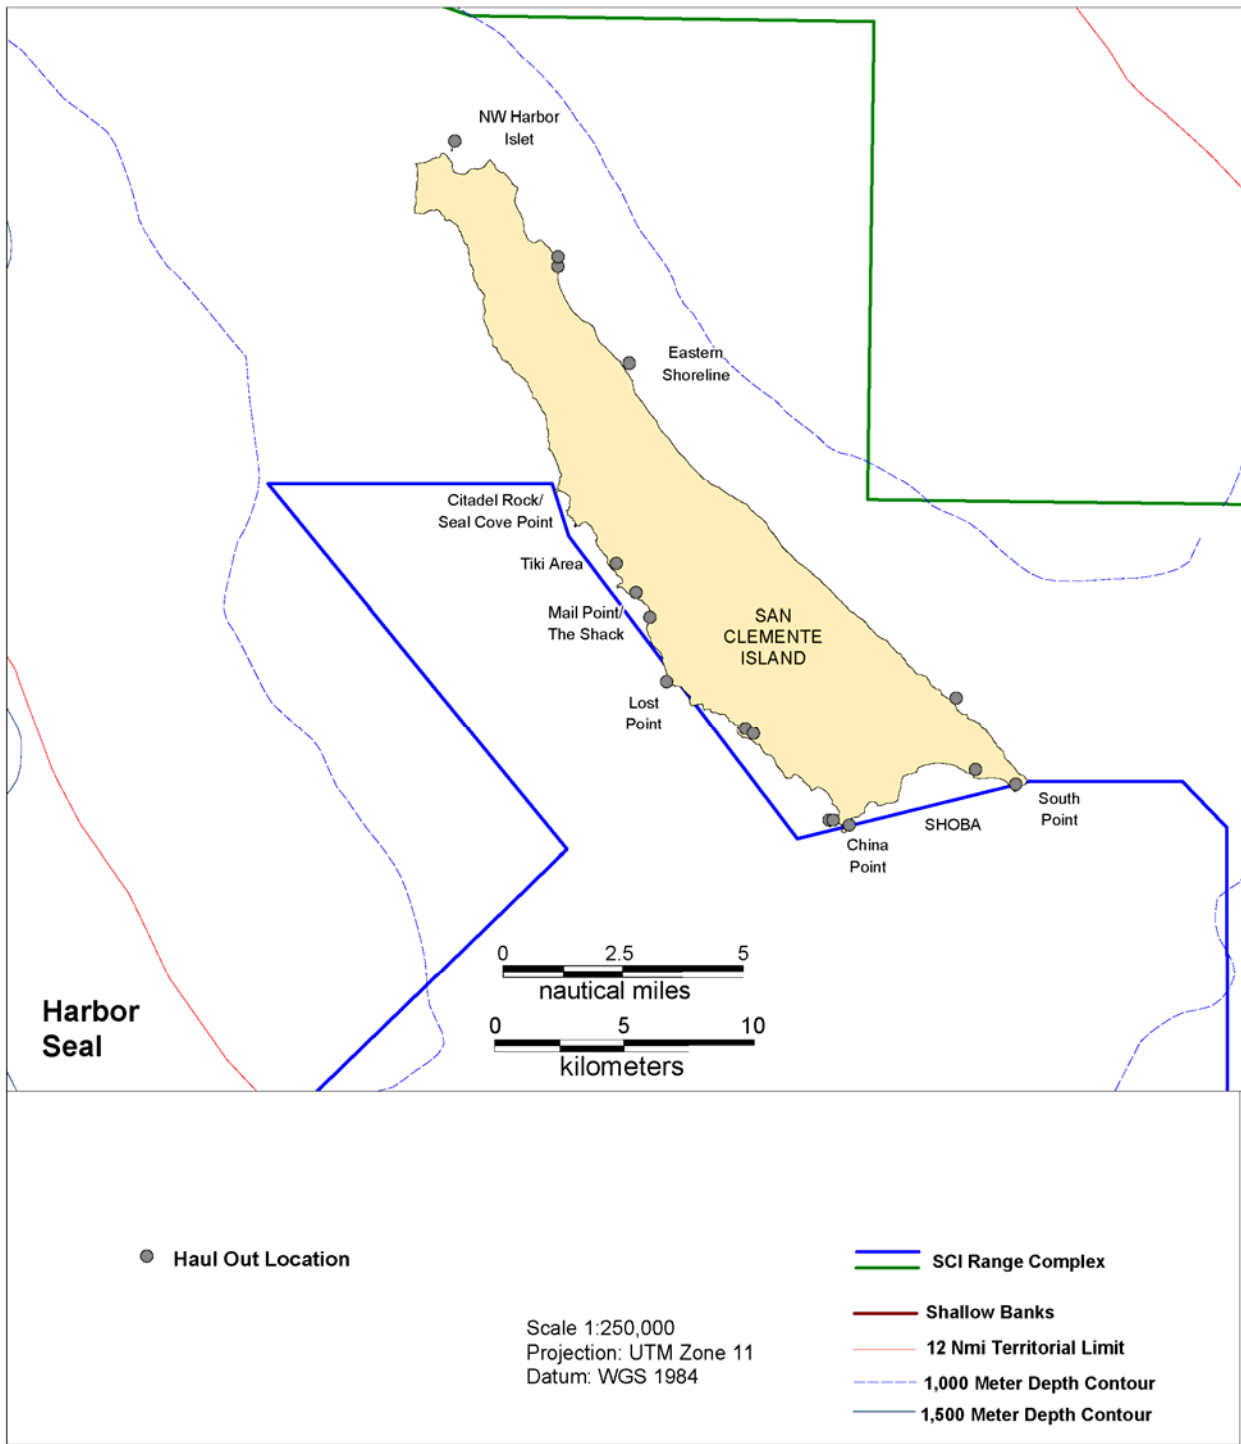 NW Harbor
Islet
Eastern
Shoreline
Citadel Rock/
Seal Cove Point
Tiki Area
Mail Point/
The Shack
SAN
CLEMENTE
ISLAND
Lost
Point
South
Point
SHOBA
China
Point
0 2.5 5
nautical miles
0 5 10
kilometers
Harbor
Seal
Haul Out Location
Scale 1:250,000
Projection: UTM Zone 11
Datum: WGS 1984
SCI Range Complex
Shallow Banks
12 Nmi Territorial Limit
1,000 Meter Depth Contour
1,500 Meter Depth Contour